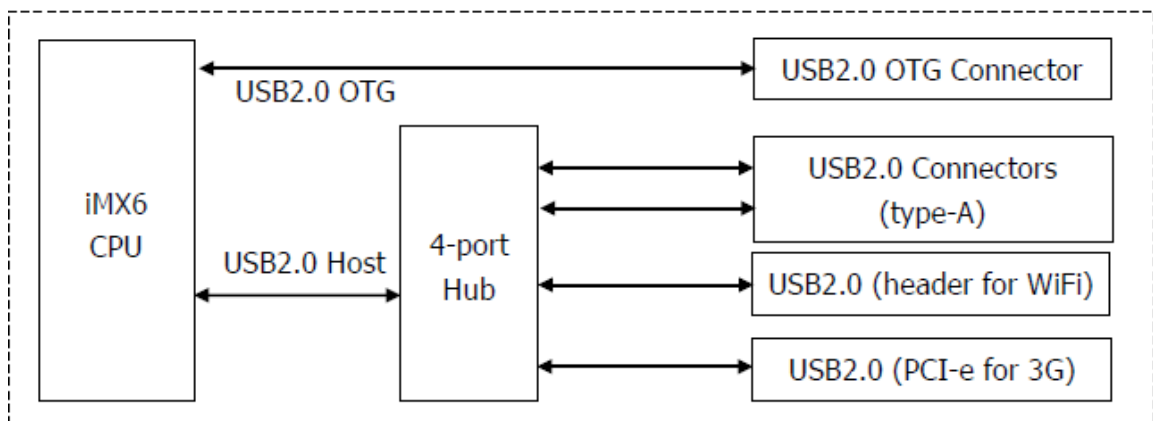 USB2.0 OTG Connector
USB2.0 OTG
USB2.0 Connectors
(type-A)
iMX6
CPU
4-port
Hub
USB2.0 Host
USB2.0 (header for WiFi)
USB2.0 (PCI-e for 3G)